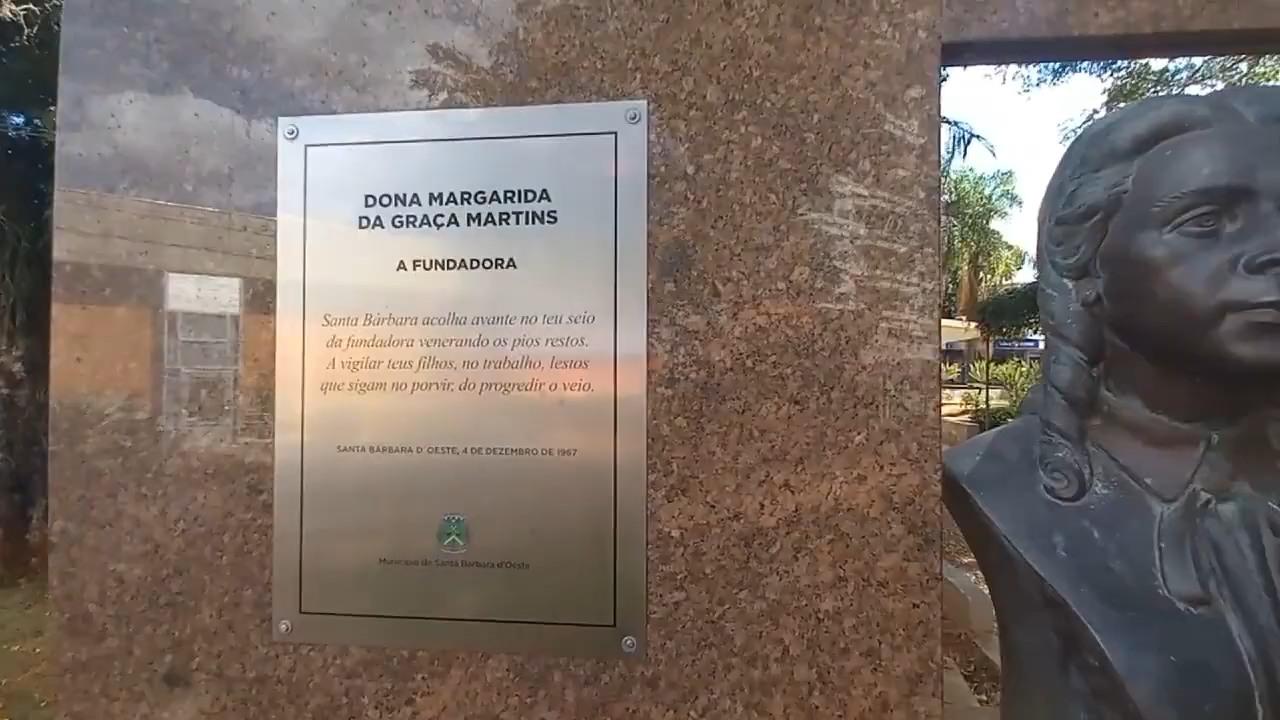 DONA MARGARIDA
DA GRAÇA MARTINS
A FUNDADORA
Santa Bárbara acolha avante no teu seio
da fundadora venerando os pios restos.
A vigilar teus filhos, no trabalho, lestos
que sigam no porvir, do progredir o veio.
SANTA BÁRBARA D' OESTE, 4 DE DEZEMBRO DE 1967
Município de Santa Bárbara d'Oeste